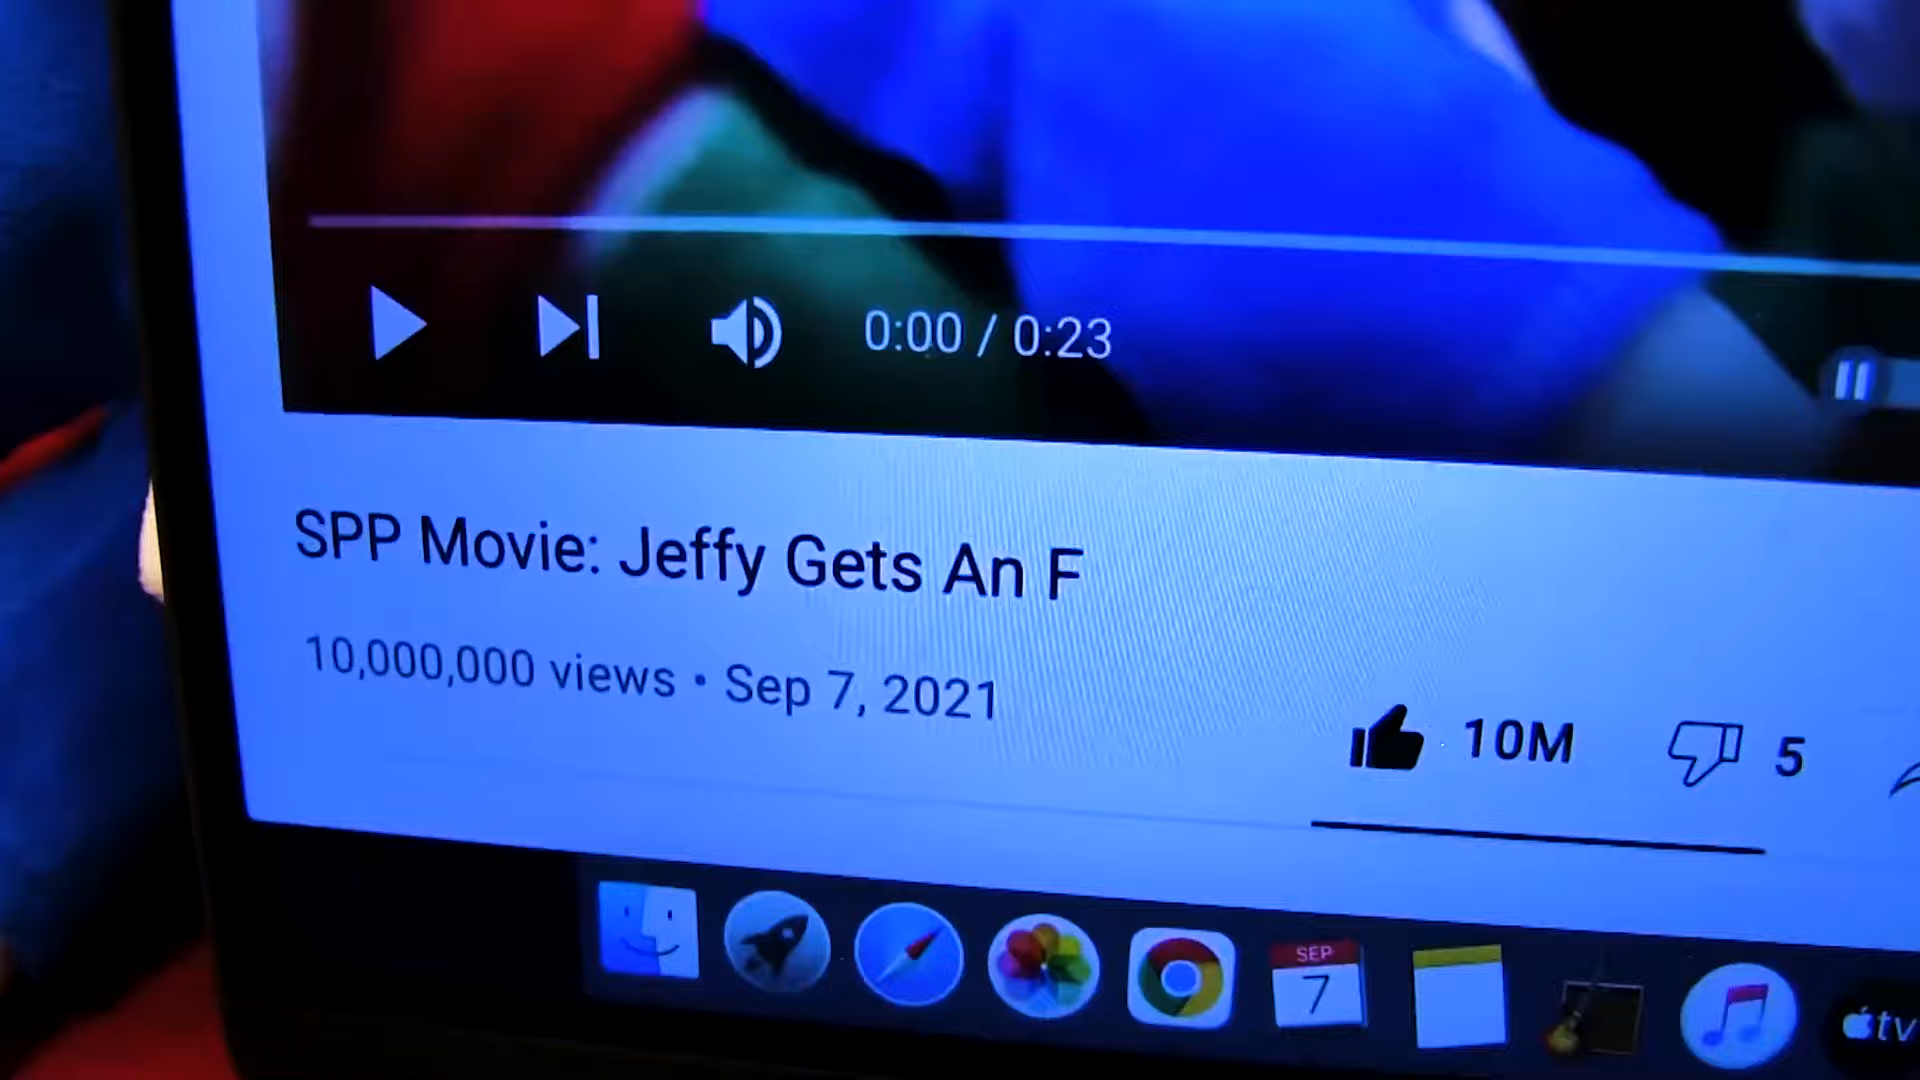 0:00 / 0:23
SPP Movie: Jeffy Gets An F
10,000,000 views • Sep 7, 2021
10M 5
SEP
7
tv